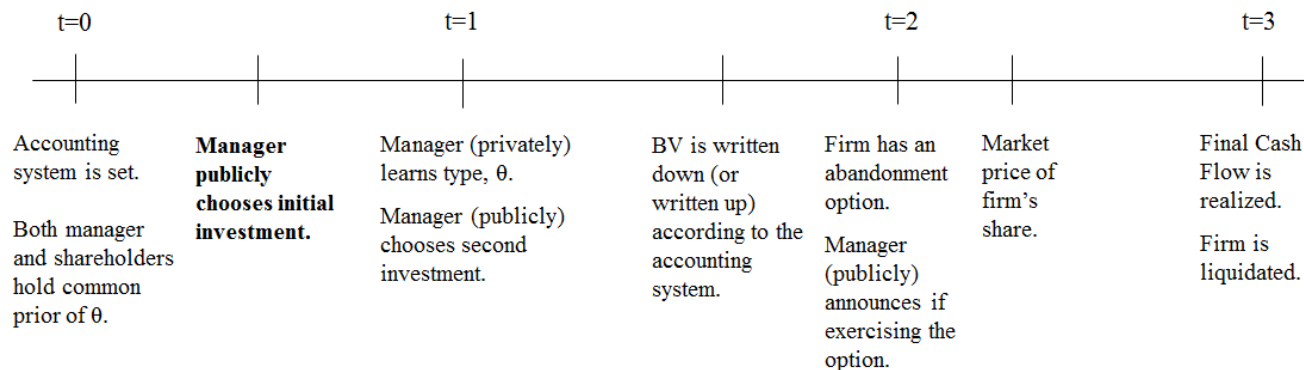 t=0
t=1
t=2
t=3
Accounting
system is set.
Both manager
and shareholders
hold common
prior of θ.
Manager
publicly
chooses initial
investment.
Manager (privately)
learns type, θ.
Manager (publicly)
chooses second
investment.
BV is written
down (or
written up)
according to the
accounting
system.
Firm has an
abandonment
option.
Manager
(publicly)
announces if
exercising the
option.
Market
price of
firm's
share.
Final Cash
Flow is
realized.
Firm is
liquidated.